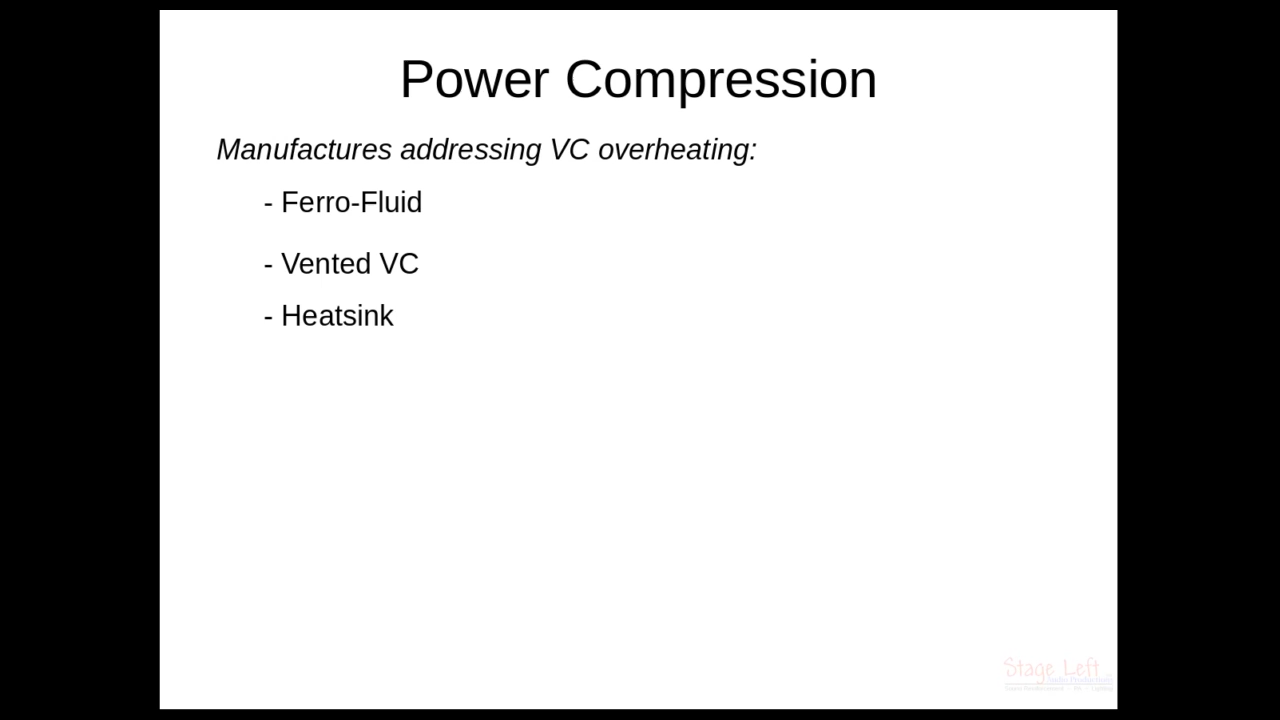 Power Compression
Manufactures addressing VC overheating:
- Ferro-Fluid
- Vented VC
- Heatsink
Stage Left